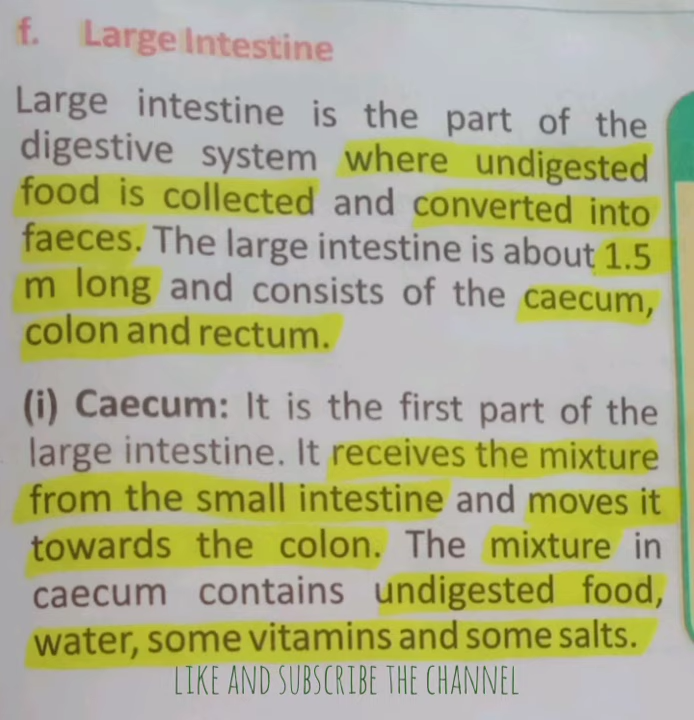 f. Large Intestine
Large intestine is the part of the
digestive system where undigested
food is collected and converted into
faeces. The large intestine is about 1.5
m long and consists of the caecum,
colon and rectum.
(i) Caecum: It is the first part of the
large intestine. It receives the mixture
from the small intestine and moves it
towards the colon. The mixture in
caecum contains undigested food,
water, some vitamins and some salts.
LIKE AND SUBSCRIBE THE CHANNEL